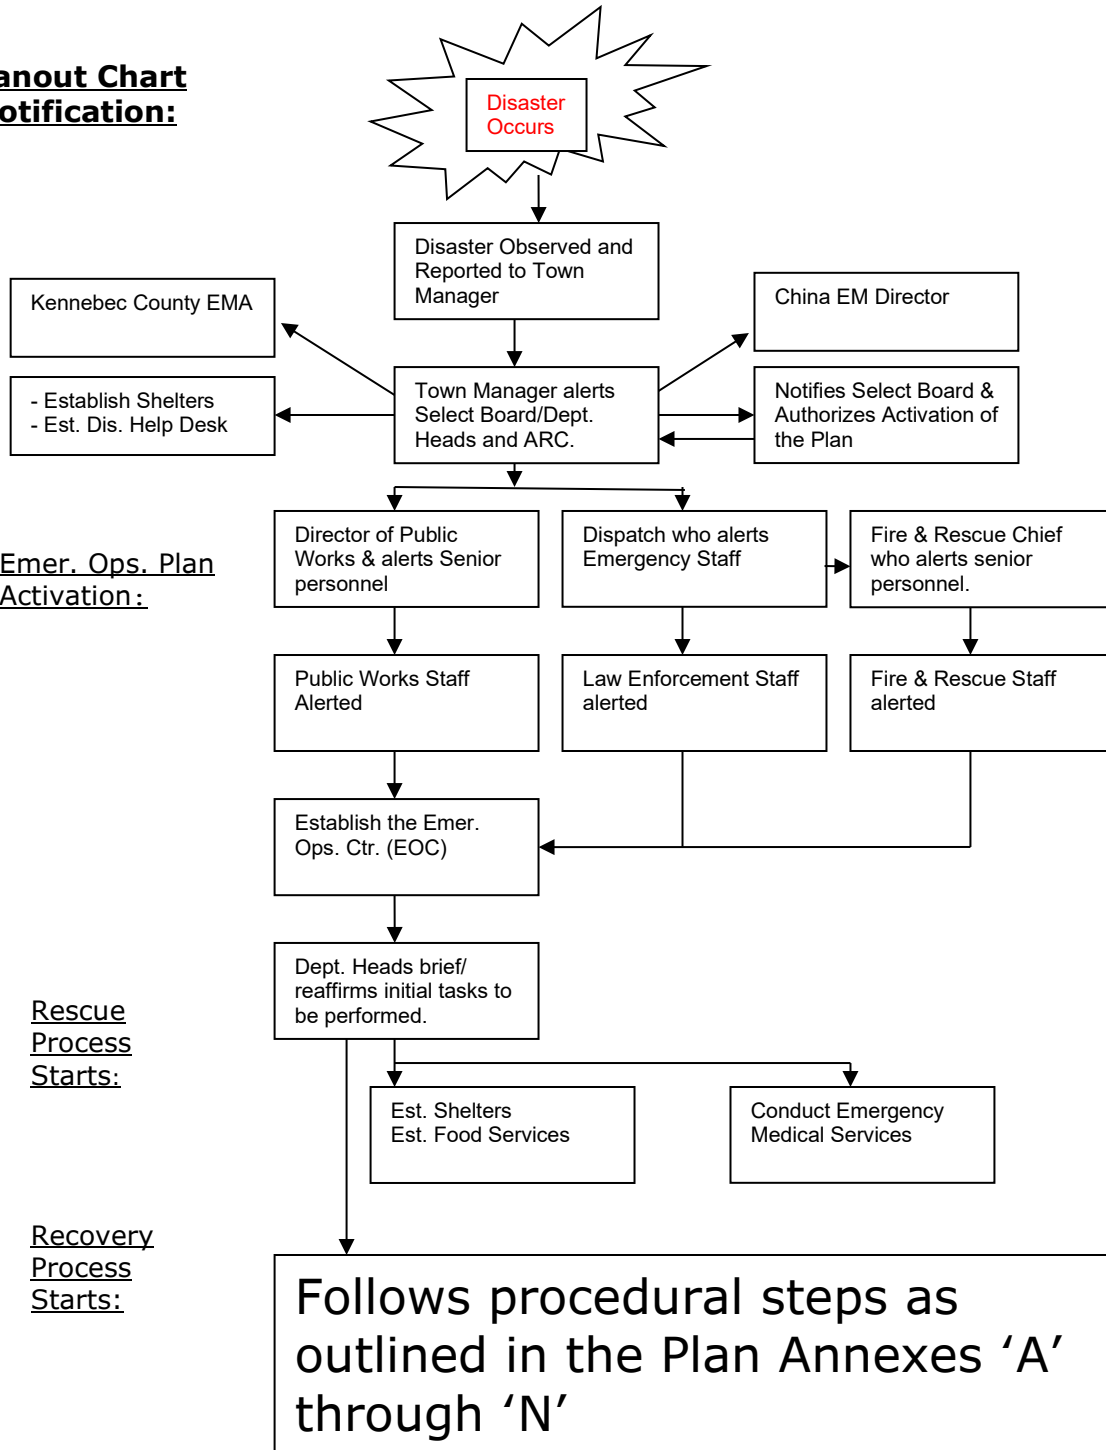 anout Chart
otification:
Disaster
Occurs
Disaster Observed and
Reported to Town
Manager
Kennebec County EMA
China EM Director
- Establish Shelters
- Est. Dis. Help Desk
Town Manager alerts
Select Board/Dept.
Heads and ARC.
Notifies Select Board &
Authorizes Activation of
the Plan
Emer. Ops. Plan
Activation:
Director of Public
Works & alerts Senior
personnel
Dispatch who alerts
Emergency Staff
Fire & Rescue Chief
who alerts senior
personnel.
Public Works Staff
Alerted
Law Enforcement Staff
alerted
Fire & Rescue Staff
alerted
Establish the Emer.
Ops. Ctr. (EOC)
Dept. Heads brief/
reaffirms initial tasks to
be performed.
Rescue
Process
Starts:
Est. Shelters
Est. Food Services
Conduct Emergency
Medical Services
Recovery
Process
Starts:
Follows procedural steps as
outlined in the Plan Annexes ‘A’
through ‘N’